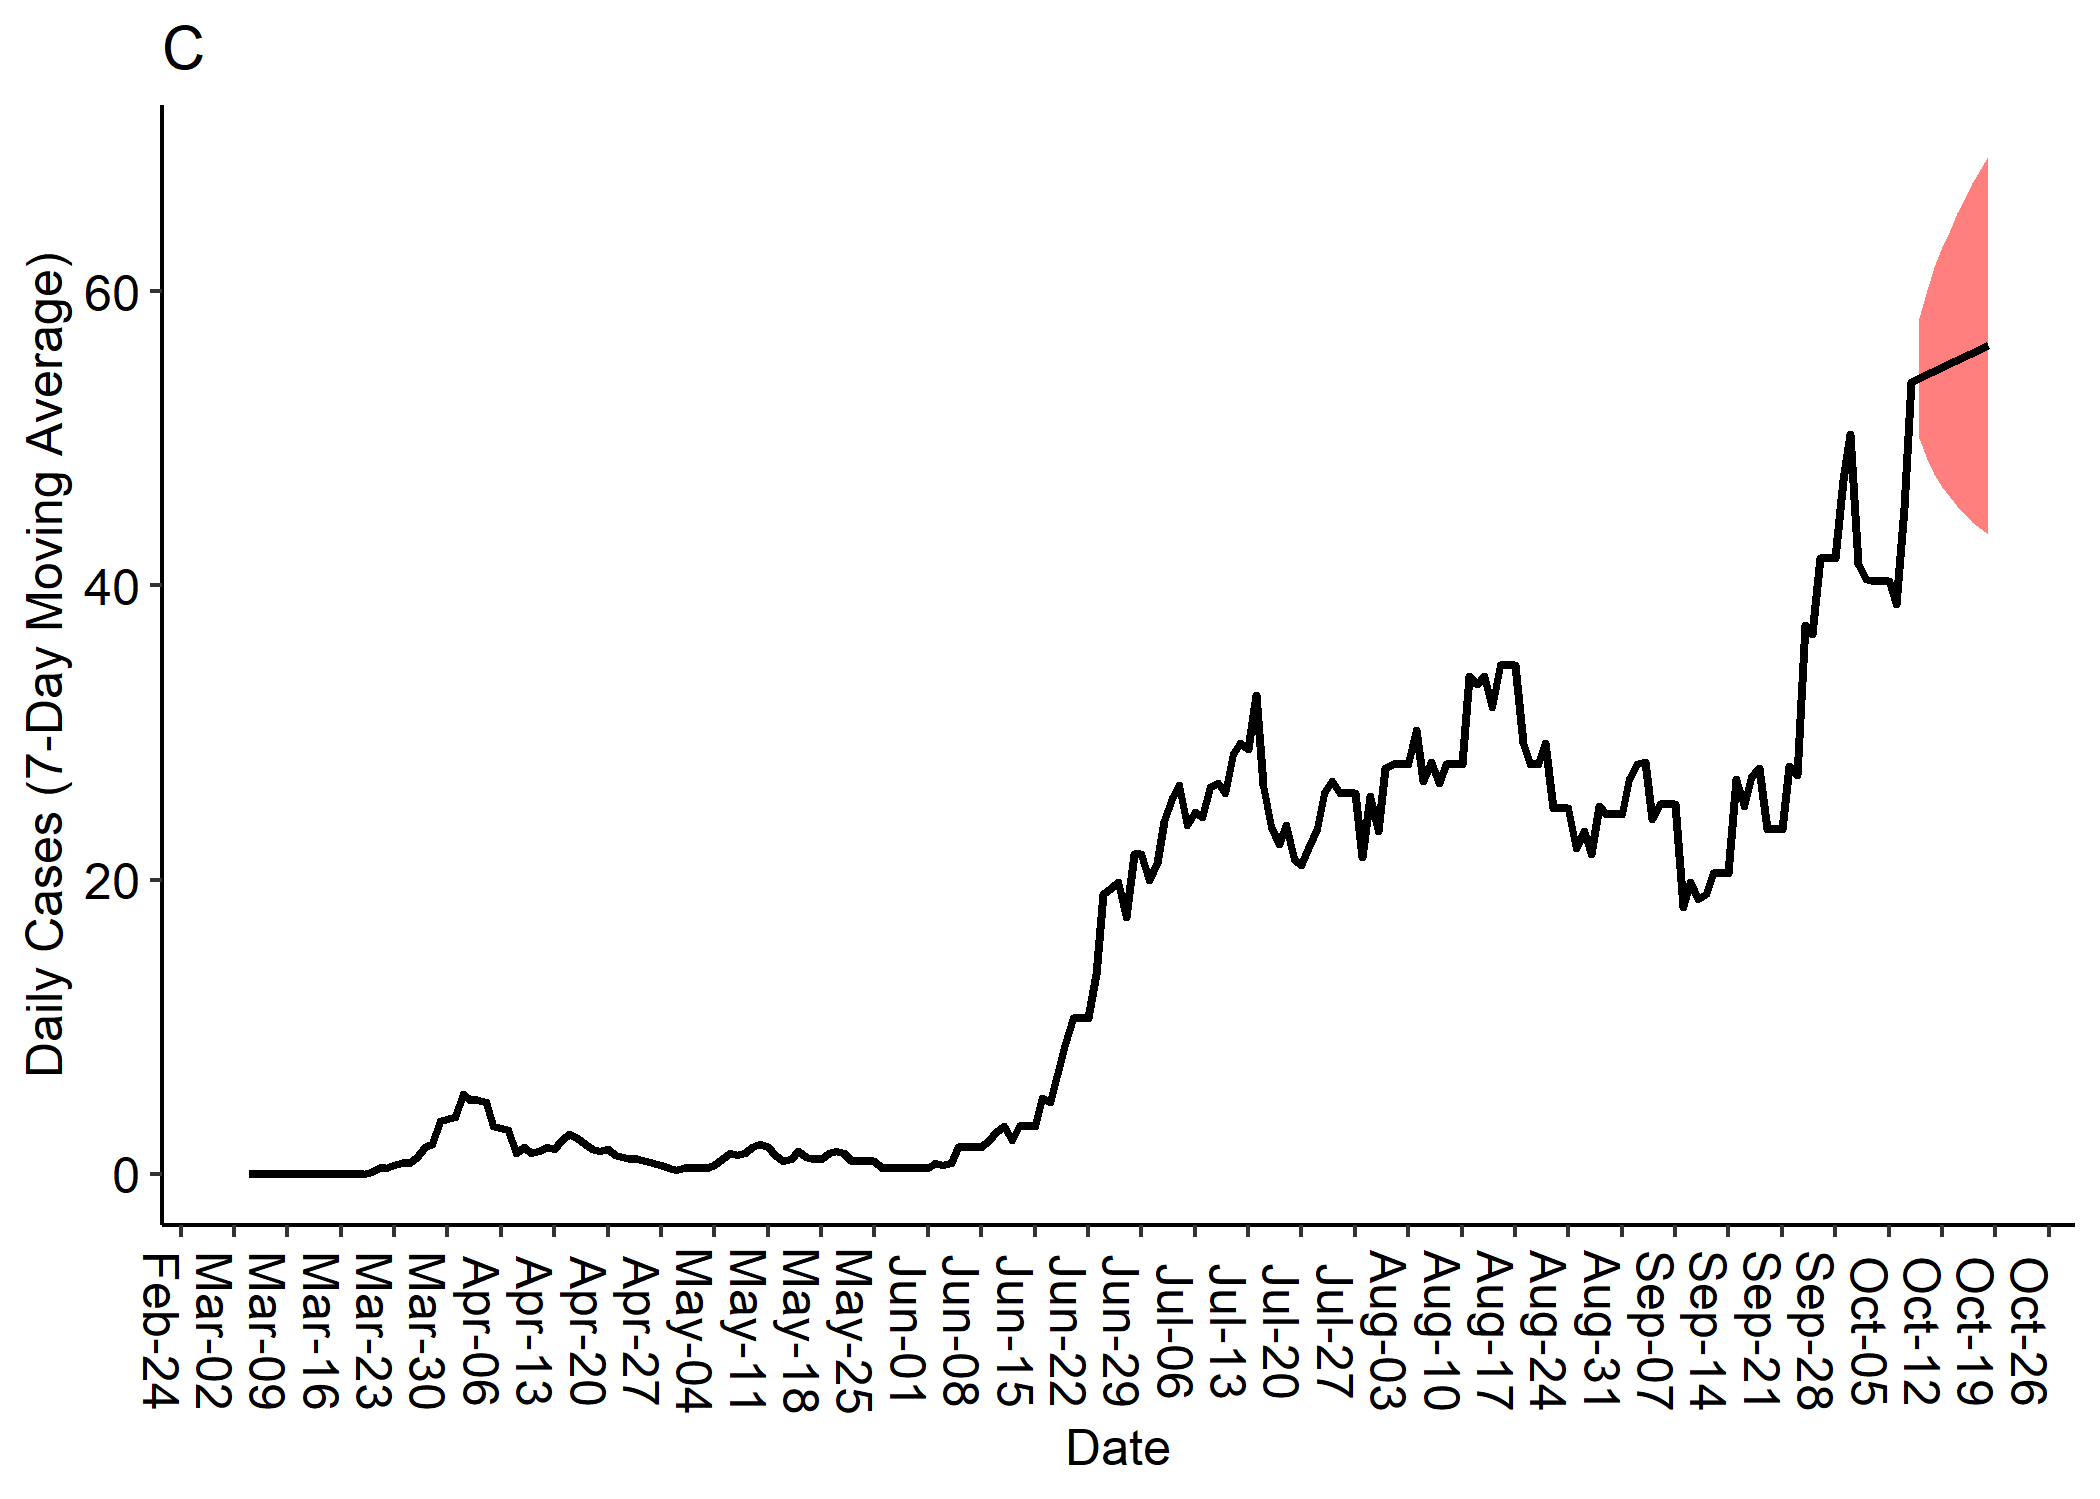 C
Daily Cases (7-Day Moving Average)
60
40
20
0
Feb-24
Mar-02
Mar-09
Mar-16
Mar-23
Mar-30
Apr-06
Apr-13
Apr-20
Apr-27
May-04
May-11
May-18
May-25
Jun-01
Jun-08
Jun-15
Jun-22
Jun-29
Jul-06
Jul-13
Jul-20
Jul-27
Aug-03
Aug-10
Aug-17
Aug-24
Aug-31
Sep-07
Sep-14
Sep-21
Sep-28
Oct-05
Oct-12
Oct-19
Oct-26
Date